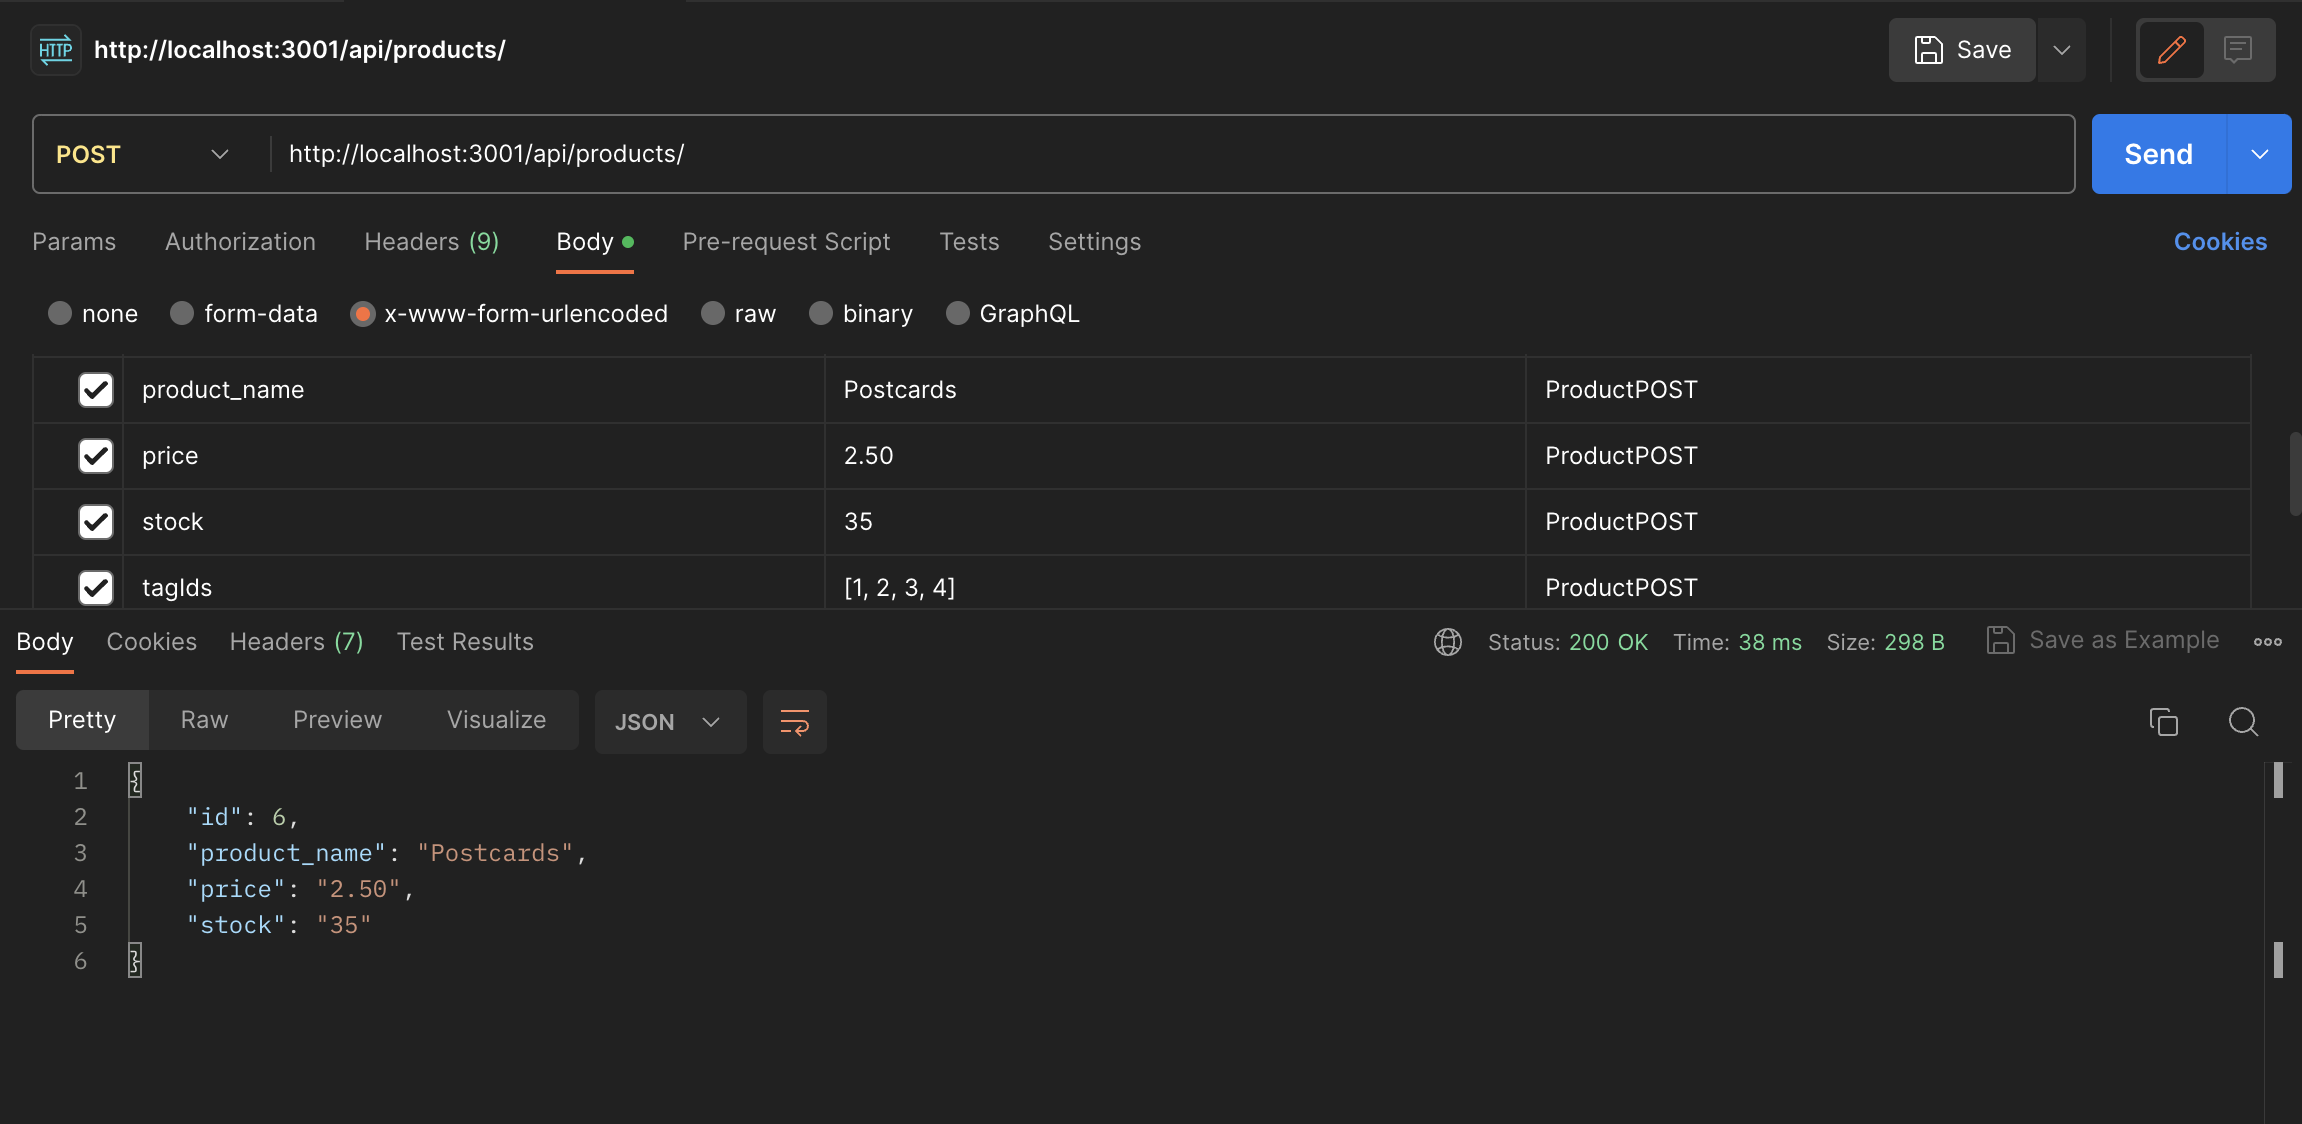 HTTP http://localhost:3001/api/products/ Save
POST http://localhost:3001/api/products/ Send
Params Authorization Headers (9) Body Pre-request Script Tests Settings Cookies
none form-data x-www-form-urlencoded raw binary GraphQL
product_name Postcards ProductPOST
price 2.50 ProductPOST
stock 35 ProductPOST
tagIds [1, 2, 3, 4] ProductPOST
Body Cookies Headers (7) Test Results Status: 200 OK Time: 38 ms Size: 298 B Save as Example
Pretty Raw Preview Visualize JSON
1 {
2 "id": 6,
3 "product_name": "Postcards",
4 "price": "2.50",
5 "stock": "35"
6 }